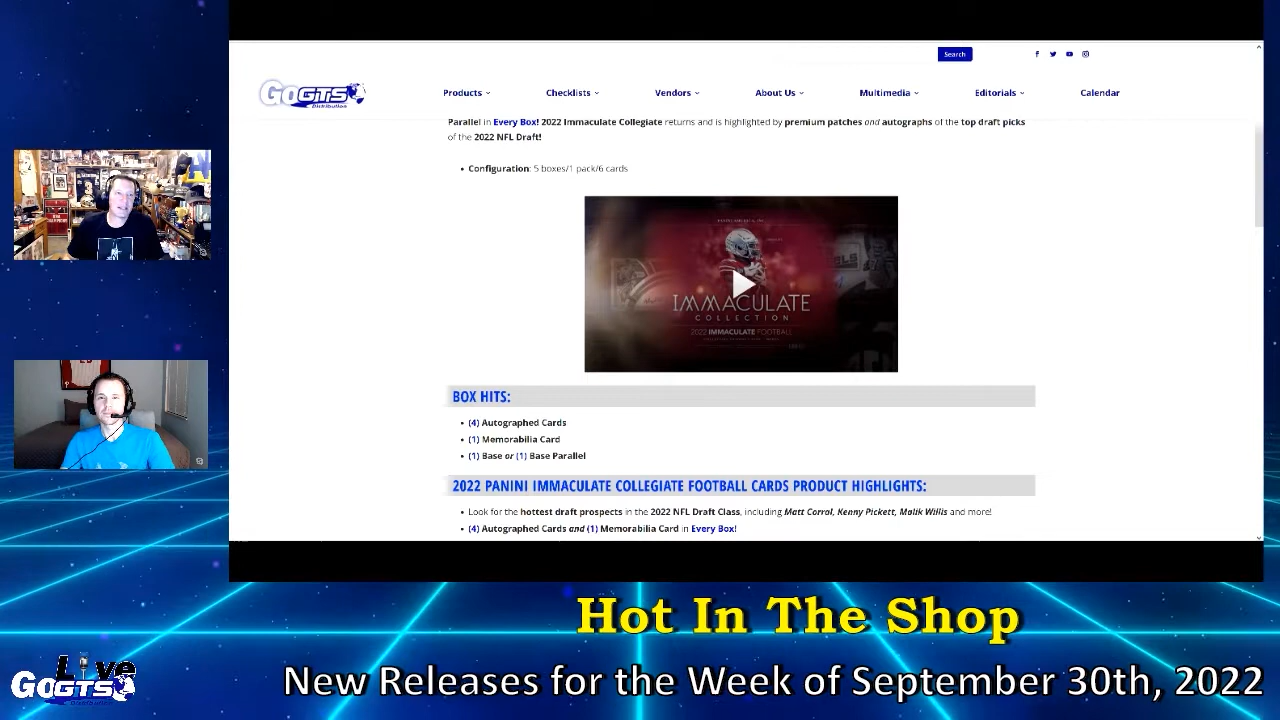 Search
GoGTS
Distribution
Products
Checklists
Vendors
About Us
Multimedia
Editorials
Calendar
Parallel in Every Box! 2022 Immaculate Collegiate returns and is highlighted by premium patches and autographs of the top draft picks
of the 2022 NFL Draft!
• Configuration: 5 boxes/1 pack/6 cards
IMMACULATE
COLLECTION
2022 IMMACULATE FOOTBALL
BOX HITS:
• (4) Autographed Cards
• (1) Memorabilia Card
• (1) Base or (1) Base Parallel
2022 PANINI IMMACULATE COLLEGIATE FOOTBALL CARDS PRODUCT HIGHLIGHTS:
• Look for the hottest draft prospects in the 2022 NFL Draft Class, including Matt Corral, Kenny Pickett, Malik Willis and more!
• (4) Autographed Cards and (1) Memorabilia Card in Every Box!
Hot In The Shop
New Releases for the Week of September 30th, 2022
Live
GoGTS
Distribution